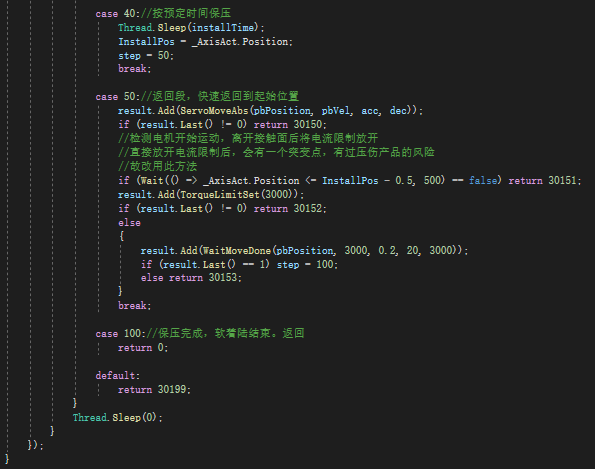 case 40://按预定时间保压
Thread.Sleep(installTime);
InstallPos = _AxisAct.Position;
step = 50;
break;
case 50://返回段，快速返回到起始位置
result.Add(ServoMoveAbs(pbPosition, pbVel, acc, dec));
if (result.Last() != 0) return 30150;
//检测电机开始运动，离开接触面后将电流限制放开
//直接放开电流限制后，会有一个突变点，有过压伤产品的风险
//故改用此方法
if (Wait(() => _AxisAct.Position <= InstallPos - 0.5, 500) == false) return 30151;
result.Add(TorqueLimitSet(3000));
if (result.Last() != 0) return 30152;
else
{
result.Add(WaitMoveDone(pbPosition, 3000, 0.2, 20, 3000));
if (result.Last() == 1) step = 100;
else return 30153;
}
break;
case 100://保压完成，软着陆结束。返回
return 0;
default:
return 30199;
}
Thread.Sleep(0);
}
});
}